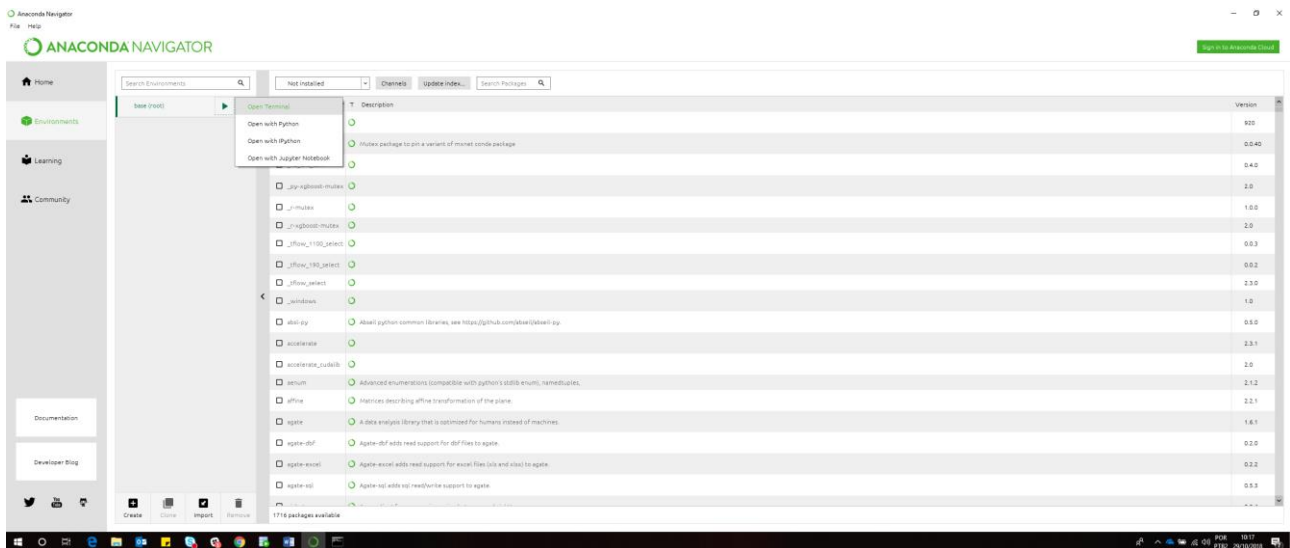 Anaconda Navigator
File Help
ANACONDA NAVIGATOR
Sign in to Anaconda Cloud
Home
Environments
Learning
Community
Documentation
Developer Blog
Search Environments
base (root)
Open Terminal
Open with Python
Open with IPython
Open with Jupyter Notebook
Create Clone Import Remove
Not installed Channels Update index... Search Packages
T Description Version
920
Mutex package to pin a variant of mxnet conda package 0.0.40
0.4.0
_py-xgboost-mutex 2.0
_r-mutex 1.0.0
_r-xgboost-mutex 2.0
_tflow_1100_select 0.0.3
_tflow_190_select 0.0.2
_tflow_select 2.3.0
_windows 1.0
absl-py Abseil python common libraries, see https://github.com/abseil/abseil-py. 0.5.0
accelerate 2.3.1
accelerate_cudalib 2.0
aenum Advanced enumerations (compatible with python's stdlib enum), namedtuples, 2.1.2
affine Matrices describing affine transformation of the plane. 2.2.1
agate A data analysis library that is optimized for humans instead of machines. 1.6.1
agate-dbf Agate-dbf adds read support for dbf files to agate. 0.2.0
agate-excel Agate-excel adds read support for excel files (xls and xlsx) to agate. 0.2.2
agate-sql Agate-sql adds sql read/write support to agate. 0.5.3
1716 packages available
POR 10:17
PTB2 29/10/2018